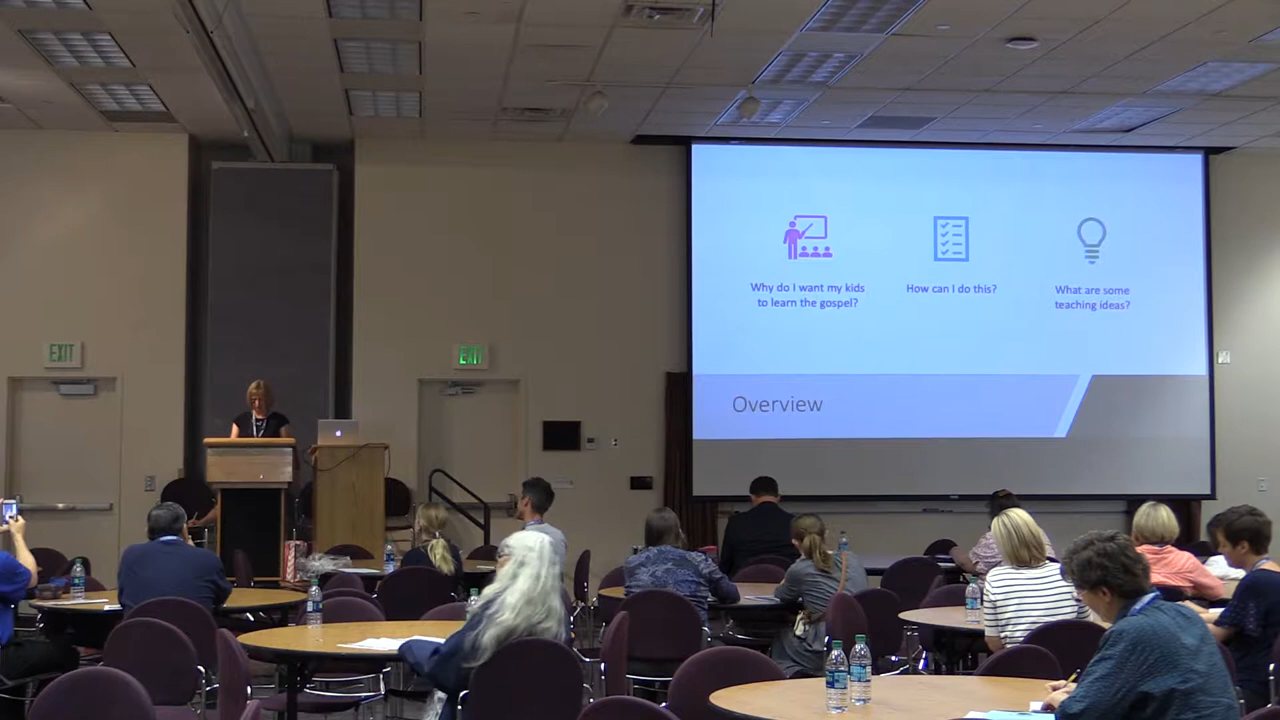 EXIT
EXIT
Why do I want my kids
to learn the gospel?
How can I do this?
What are some
teaching ideas?
Overview